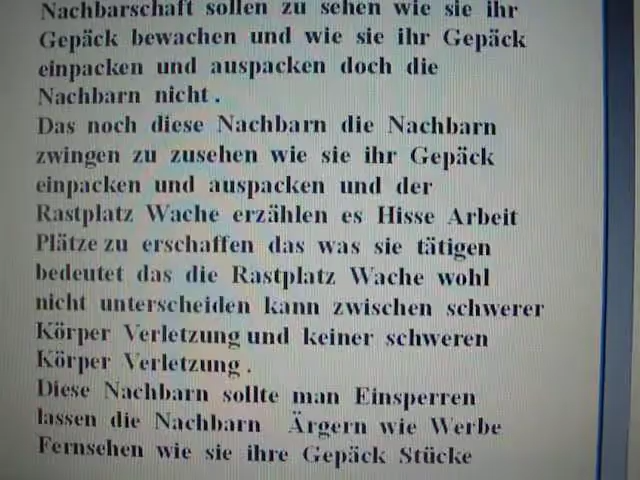 Nachbarschaft sollen zu sehen wie sie ihr
Gepäck bewachen und wie sie ihr Gepäck
einpacken und auspacken doch die
Nachbarn nicht .
Das noch diese Nachbarn die Nachbarn
zwingen zu zusehen wie sie ihr Gepäck
einpacken und auspacken und der
Rastplatz Wache erzählen es Hisse Arbeit
Plätze zu erschaffen das was sie tätigen
bedeutet das die Rastplatz Wache wohl
nicht unterscheiden kann zwischen schwerer
Körper Verletzung und keiner schweren
Körper Verletzung .
Diese Nachbarn sollte man Einsperren
lassen die Nachbarn Ärgern wie Werbe
Fernsehen wie sie ihre Gepäck Stücke